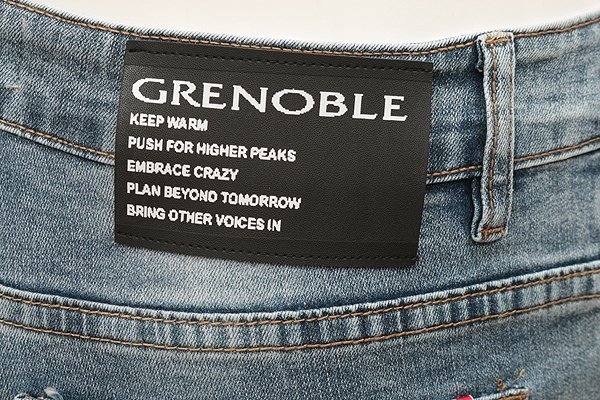 GRENOBLE
KEEP WARM
PUSH FOR HIGHER PEAKS
EMBRACE CRAZY
PLAN BEYOND TOMORROW
BRING OTHER VOICES IN